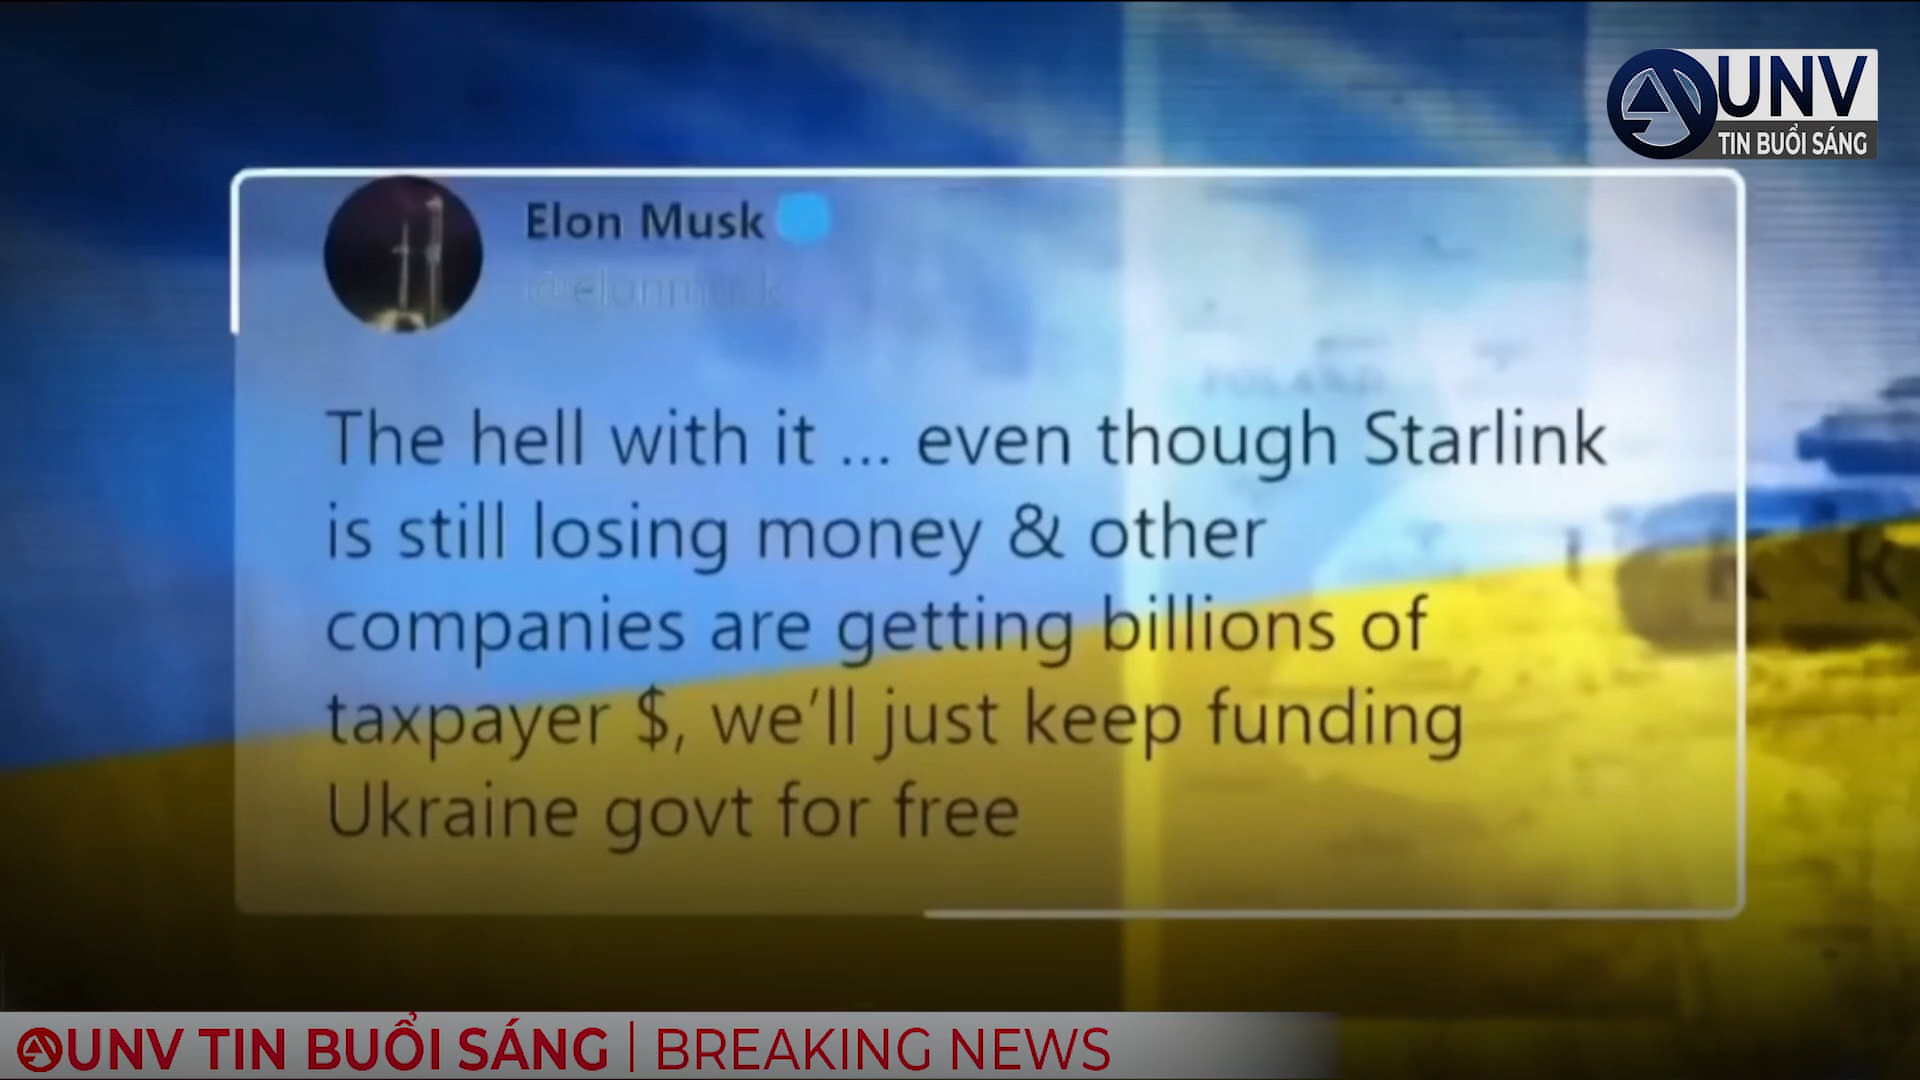 UNV
TIN BUỔI SÁNG
Elon Musk
@elonmusk
POLAND
The hell with it ... even though Starlink
is still losing money & other
companies are getting billions of
taxpayer $, we'll just keep funding
Ukraine govt for free
UNV TIN BUỔI SÁNG | BREAKING NEWS